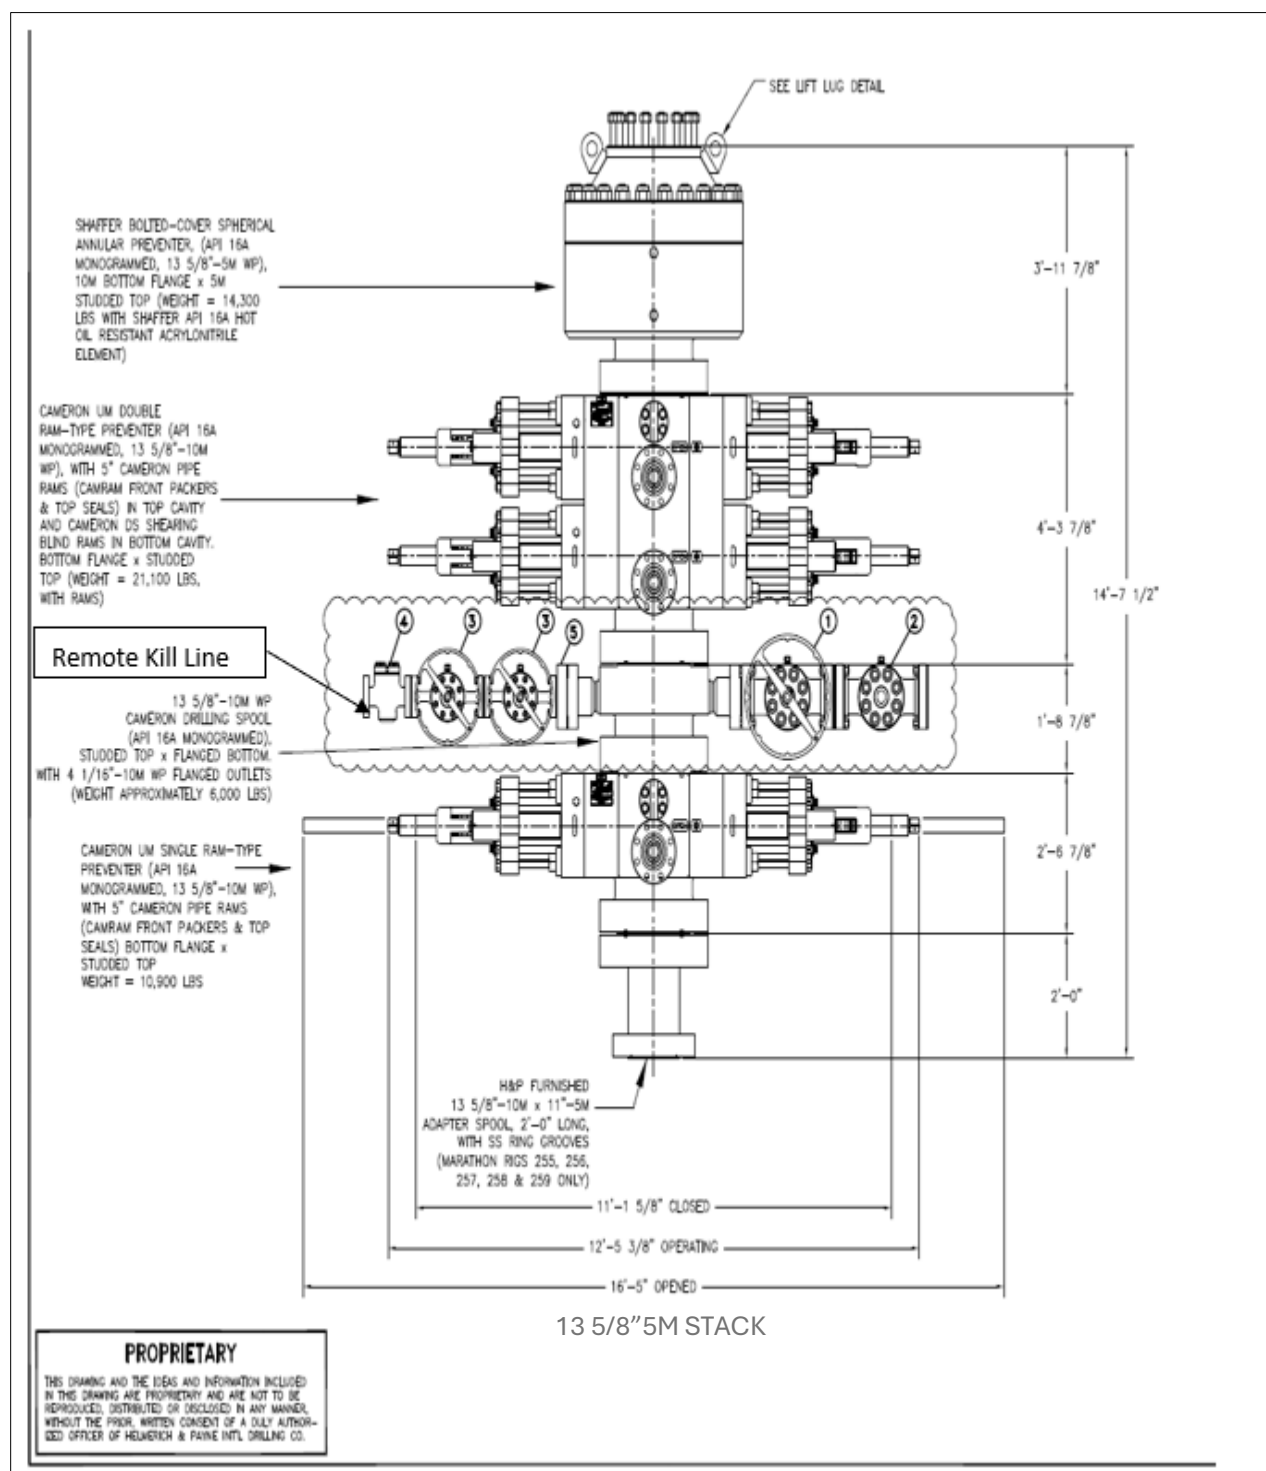 SEE LIFT LUG DETAIL
SHAFFER BOLTED-COVER SPHERICAL
ANNULAR PREVENTER, (API 16A
MONOGRAMMED, 13 5/8"-5M WP),
10M BOTTOM FLANGE x 5M
STUDDED TOP (WEIGHT = 14,300
LBS WITH SHAFFER API 16A HOT
OIL RESISTANT ACRYLONITRILE
ELEMENT)
3'-11 7/8"
CAMERON UM DOUBLE
RAM-TYPE PREVENTER (API 16A
MONOGRAMMED, 13 5/8"-10M
WP), WITH 5" CAMERON PIPE
RAMS (CAMRAM FRONT PACKERS
& TOP SEALS) IN TOP CAVITY
AND CAMERON DS SHEARING
BLIND RAMS IN BOTTOM CAVITY.
BOTTOM FLANGE x STUDDED
TOP (WEIGHT = 21,100 LBS,
WITH RAMS)
4'-3 7/8"
14'-7 1/2"
4
3
3
5
1
2
Remote Kill Line
13 5/8"-10M WP
CAMERON DRILLING SPOOL
(API 16A MONOGRAMMED),
STUDDED TOP x FLANGED BOTTOM.
WITH 4 1/16"-10M WP FLANGED OUTLETS
(WEIGHT APPROXIMATELY 6,000 LBS)
1'-8 7/8"
CAMERON UM SINGLE RAM-TYPE
PREVENTER (API 16A
MONOGRAMMED, 13 5/8"-10M WP),
WITH 5" CAMERON PIPE RAMS
(CAMRAM FRONT PACKERS & TOP
SEALS) BOTTOM FLANGE x
STUDDED TOP
WEIGHT = 10,900 LBS
2'-6 7/8"
2'-0"
H&P FURNISHED
13 5/8"-10M x 11"-5M
ADAPTER SPOOL, 2'-0" LONG,
WITH SS RING GROOVES
(MARATHON RIGS 255, 256,
257, 258 & 259 ONLY)
11'-1 5/8" CLOSED
12'-5 3/8" OPERATING
16'-5" OPENED
13 5/8”5M STACK
PROPRIETARY
THIS DRAWING AND THE IDEAS AND INFORMATION INCLUDED
IN THIS DRAWING ARE PROPRIETARY AND ARE NOT TO BE
REPRODUCED, DISTRIBUTED OR DISCLOSED IN ANY MANNER,
WITHOUT THE PRIOR, WRITTEN CONSENT OF A DULY AUTHOR-
IZED OFFICER OF HELMERICH & PAYNE INT'L DRILLING CO.